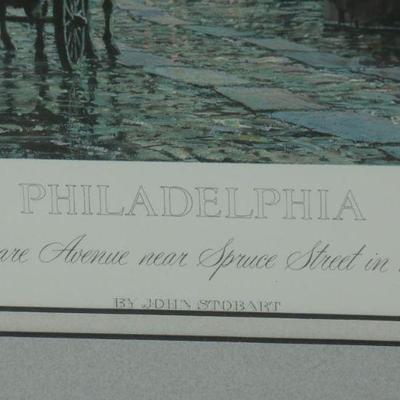 PHILADELPHIA
are Avenue near Spruce Street in
BY JOHN STOBART